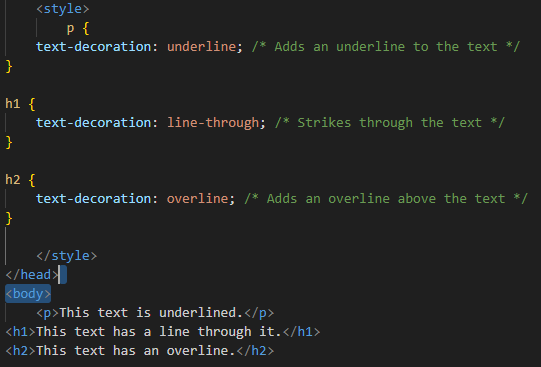 <style>
p {
text-decoration: underline; /* Adds an underline to the text */
}
h1 {
text-decoration: line-through; /* Strikes through the text */
}
h2 {
text-decoration: overline; /* Adds an overline above the text */
}
</style>
</head>
<body>
<p>This text is underlined.</p>
<h1>This text has a line through it.</h1>
<h2>This text has an overline.</h2>